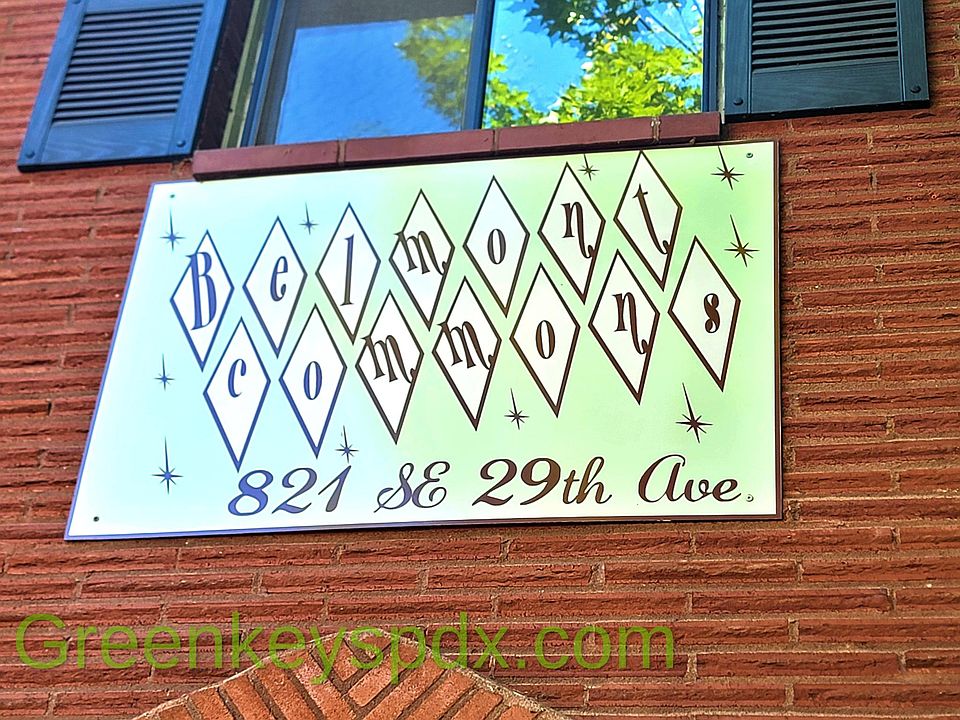 Belmont
commons
821 SE 29th Ave.
Greenkeyspdx.com